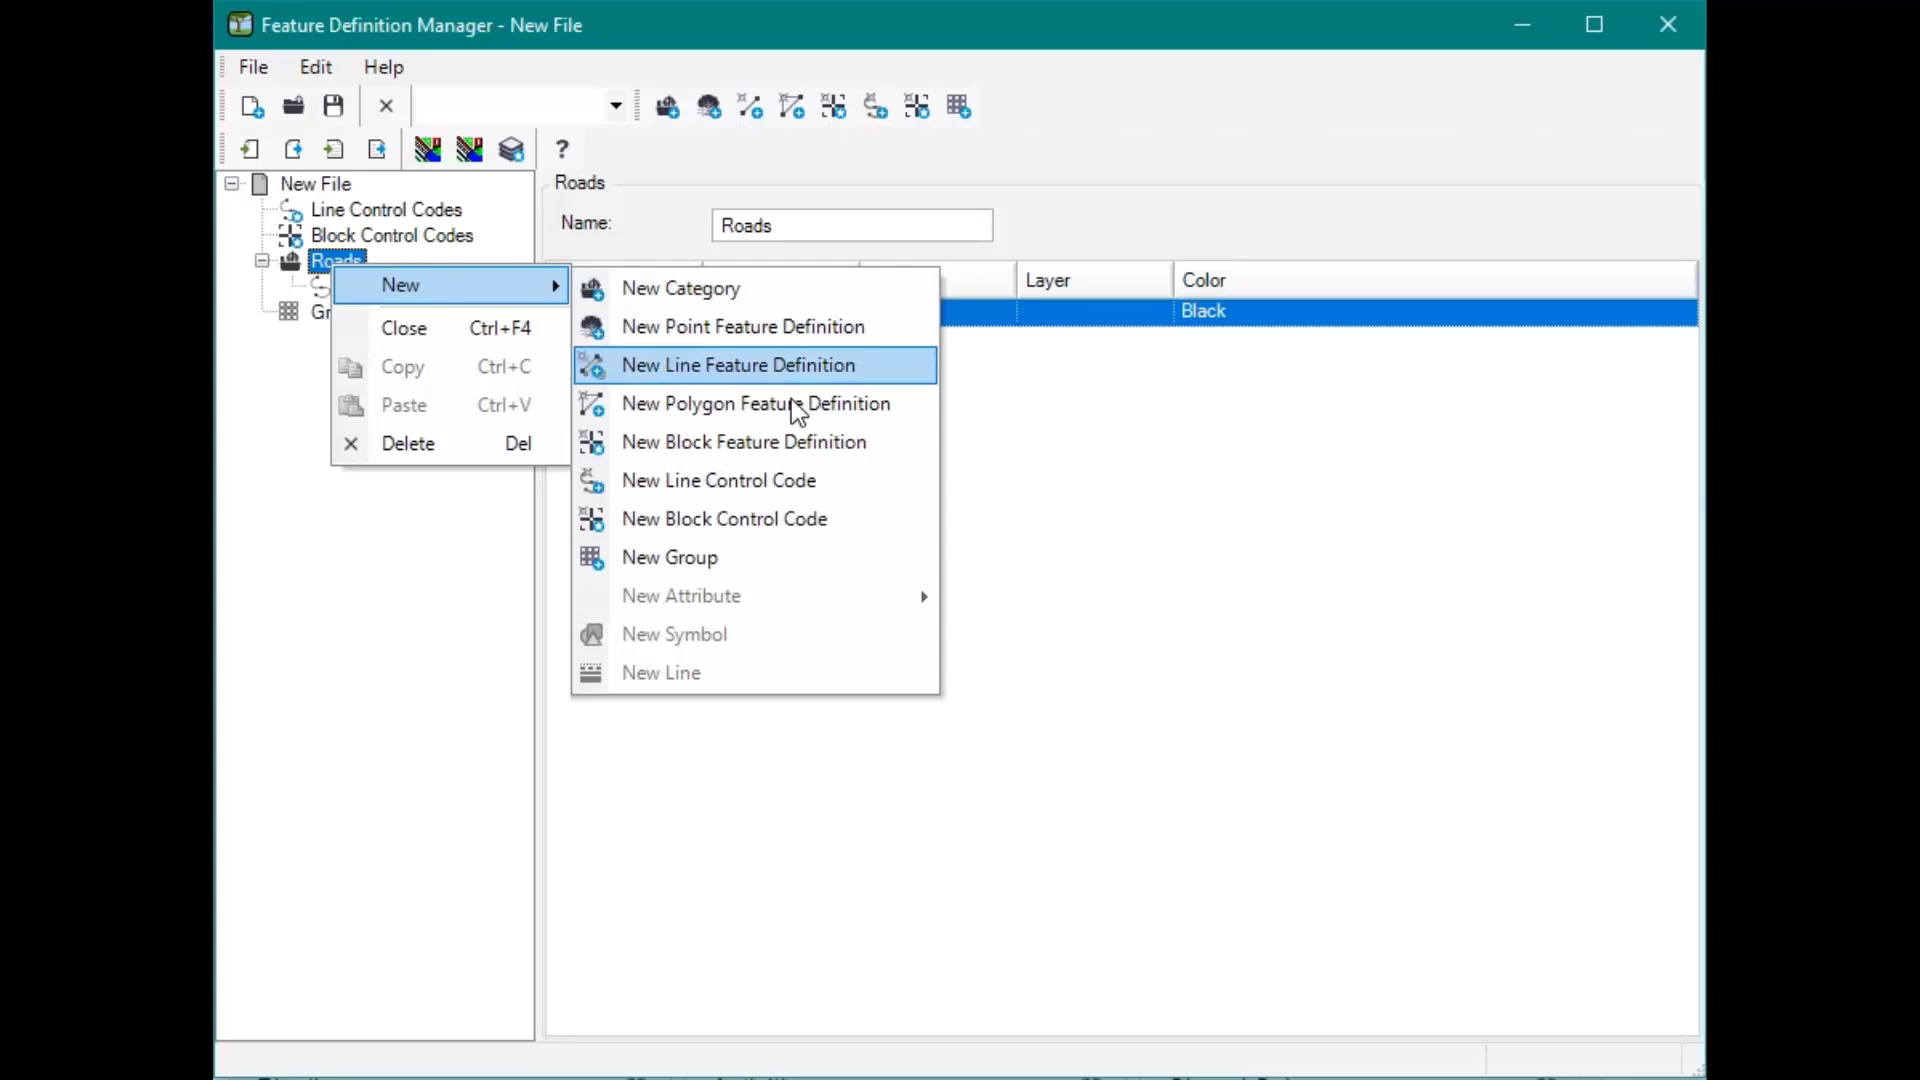 Feature Definition Manager - New File
File Edit Help
?
New File
Line Control Codes
Block Control Codes
Roads
Roads
Name: Roads
Layer Color
Black
New
Close Ctrl+F4
Copy Ctrl+C
Paste Ctrl+V
Delete Del
New Category
New Point Feature Definition
New Line Feature Definition
New Polygon Feature Definition
New Block Feature Definition
New Line Control Code
New Block Control Code
New Group
New Attribute
New Symbol
New Line